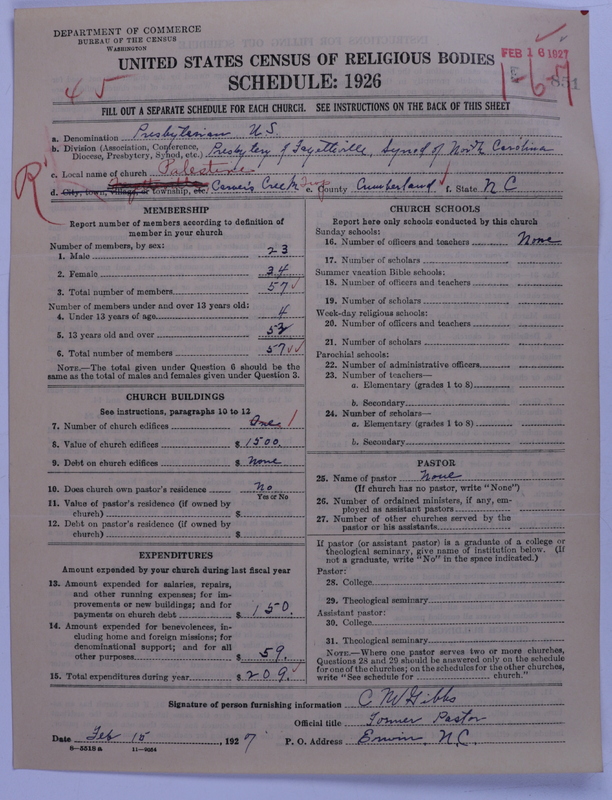 DEPARTMENT OF COMMERCE
BUREAU OF THE CENSUS
WASHINGTON
UNITED STATES CENSUS OF RELIGIOUS BODIES
SCHEDULE: 1926
FEB 16 1927
1-67
851
45
FILL OUT A SEPARATE SCHEDULE FOR EACH CHURCH. SEE INSTRUCTIONS ON THE BACK OF THIS SHEET
a. Denomination Presbyterian U.S.
b. Division (Association, Conference, Diocese, Presbytery, Synod, etc.) Presbytery of Fayetteville, Synod of North Carolina
c. Local name of church Palestine
d. City, town, village, or township, etc. Fayetteville Carver's Creek Twp e. County Cumberland f. State N C
R
MEMBERSHIP
Report number of members according to definition of
member in your church
Number of members, by sex:
1. Male 23
2. Female 34
3. Total number of members 57
Number of members under and over 13 years old:
4. Under 13 years of age 4
5. 13 years old and over 53
6. Total number of members 57
NOTE.—The total given under Question 6 should be
same as the total of males and females given under Question 3.
CHURCH BUILDINGS
See instructions, paragraphs 10 to 12
7. Number of church edifices One 1
8. Value of church edifices $ 1500.
9. Debt on church edifices $ None
10. Does church own pastor's residence No
Yes or No
11. Value of pastor's residence (if owned by
church) $
12. Debt on pastor's residence (if owned by
church) $
EXPENDITURES
Amount expended by your church during last fiscal year
13. Amount expended for salaries, repairs,
and other running expenses; for im-
provements or new buildings; and for
payments on church debt $ 150.
14. Amount expended for benevolences, in-
cluding home and foreign missions; for
denominational support; and for all
other purposes $ 59.
15. Total expenditures during year $ 209.
CHURCH SCHOOLS
Report here only schools conducted by this church
Sunday schools:
16. Number of officers and teachers None
17. Number of scholars
Summer vacation Bible schools:
18. Number of officers and teachers
19. Number of scholars
Week-day religious schools:
20. Number of officers and teachers
21. Number of scholars
Parochial schools:
22. Number of administrative officers
23. Number of teachers—
a. Elementary (grades 1 to 8)
b. Secondary
24. Number of scholars—
a. Elementary (grades 1 to 8)
b. Secondary
PASTOR
25. Name of pastor None
(If church has no pastor, write "None")
26. Number of ordained ministers, if any, em-
ployed as assistant pastors
27. Number of other churches served by the
pastor or his assistants
If pastor (or assistant pastor) is a graduate of a college or
theological seminary, give name of institution below. (If
not a graduate, write "No" in the space indicated.)
Pastor:
28. College
29. Theological seminary
Assistant pastor:
30. College
31. Theological seminary
NOTE.—Where one pastor serves two or more churches,
Questions 28 and 29 should be answered only on the schedule
for one of the churches; on the schedules for the other churches,
write "See schedule for church."
Signature of person furnishing information C M Gibbs
Official title Former Pastor
Date Feb 15, 1927 P. O. Address Erwin, N.C.
8-5518 a 11-9064